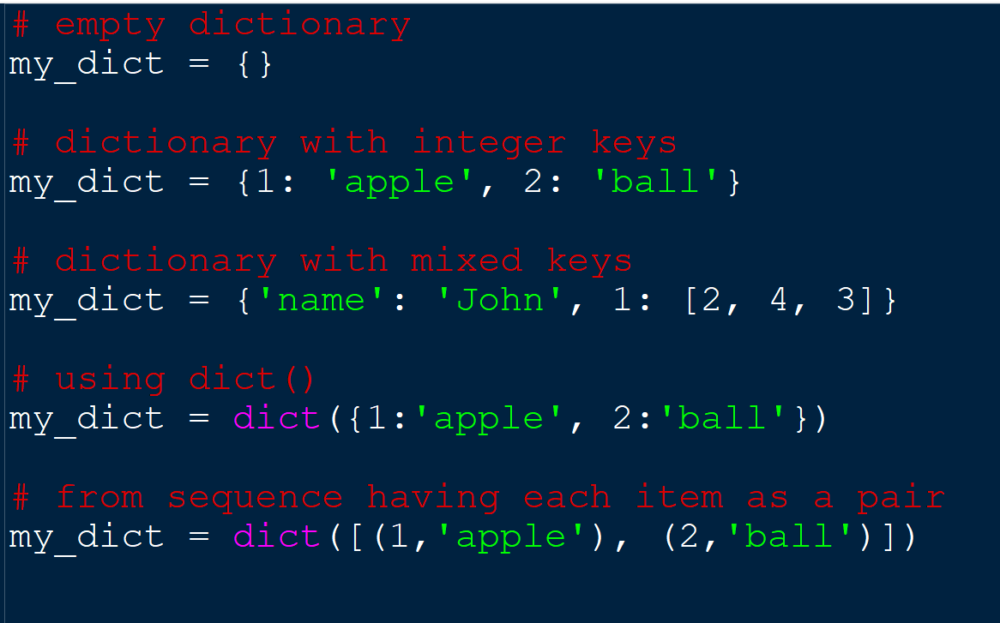 # empty dictionary
my_dict = {}
# dictionary with integer keys
my_dict = {1: 'apple', 2: 'ball'}
# dictionary with mixed keys
my_dict = {'name': 'John', 1: [2, 4, 3]}
# using dict()
my_dict = dict({1:'apple', 2:'ball'})
# from sequence having each item as a pair
my_dict = dict([(1,'apple'), (2,'ball')])